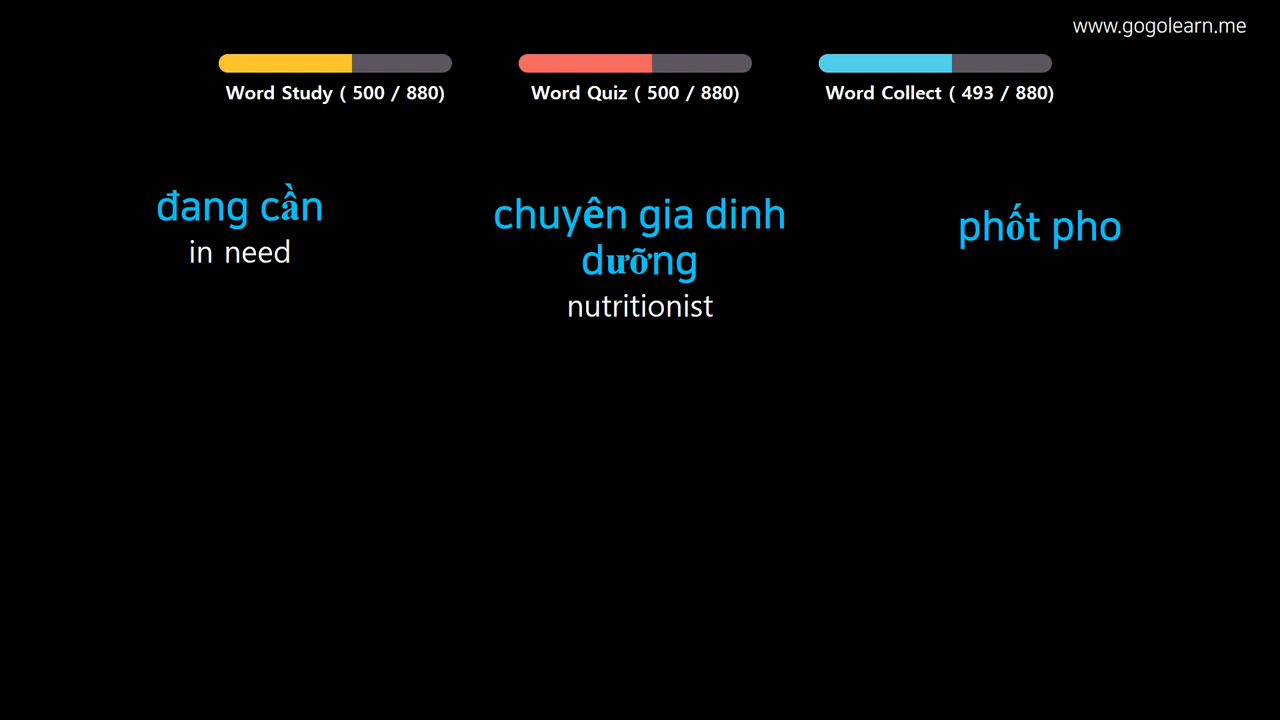 www.gogolearn.me
Word Study ( 500 / 880)
Word Quiz ( 500 / 880)
Word Collect ( 493 / 880)
đang cần
in need
chuyên gia dinh
dưỡng
nutritionist
phốt pho